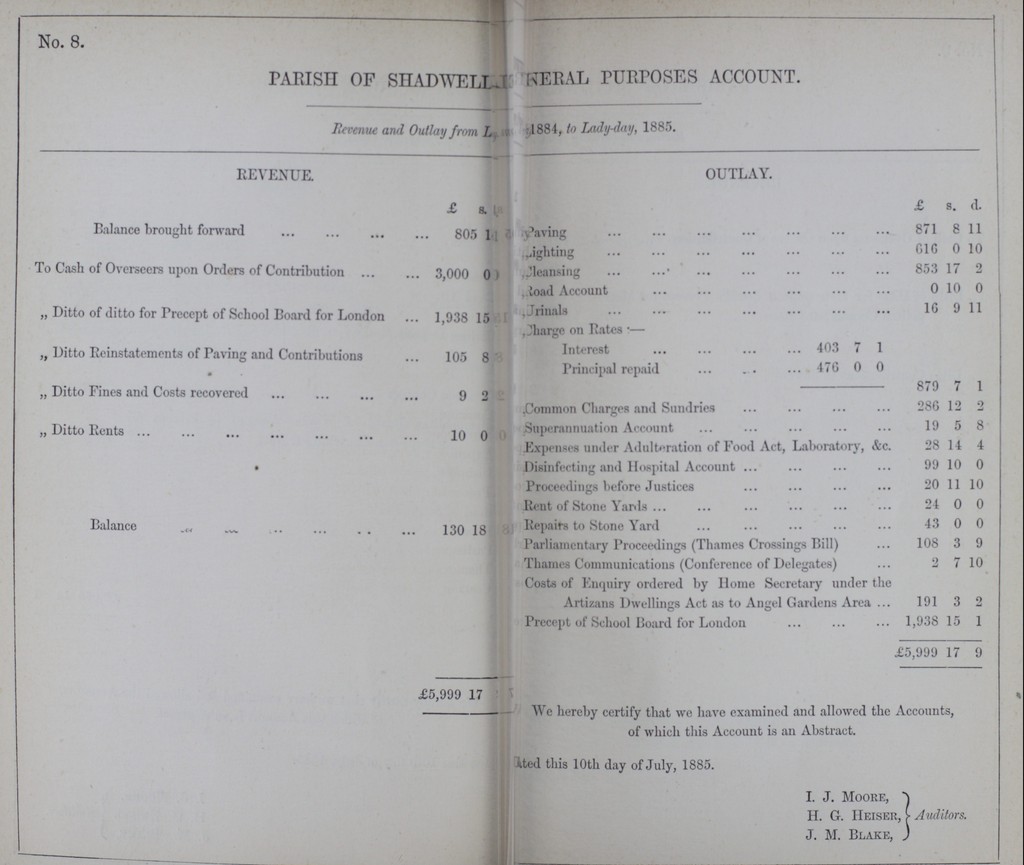 No. 8.
PARISH OF SHADWELL NERAL PURPOSES ACCOUNT.
Revenue and Outlay from 1884, to Lady-day, 1885.
REVENUE.
£ s.
Balance brought forward ... ... ... ... 805
To Cash of Overseers upon Orders of Contribution ... ... 3,000 0
„ Ditto of ditto for Precept of School Board for London ... 1,938 15
„ Ditto Reinstatements of Paving and Contributions ... 105 8
„ Ditto Fines and Costs recovered ... ... ... ... 9 2
„ Ditto Rents ... ... ... ... ... ... ... 10 0
Balance ... ... ... ... ... ... 130 18
£5,999 17
OUTLAY.
£ s. d.
Paving ... ... ... ... ... ... ... 871 8 11
Lighting ... ... ... ... ... ... ... 616 0 10
Cleansing ... ... ... ... ... ... ... 853 17 2
Road Account ... ... ... ... ... ... 0 10 0
Urinals ... ... ... ... ... ... ... 16 9 11
Charge on Rates :—
Interest ... ... ... ... 403 7 1
Principal repaid ... ... ... 476 0 0
879 7 1
Common Charges and Sundries ... ... ... ... 286 12 2
Superannuation Account ... ... ... ... ... 19 5 8
Expenses under Adulteration of Food Act, Laboratory, &c. 28 14 4
Disinfecting and Hospital Account ... ... ... ... 99 10 0
Proceedings before Justices ... ... ... ... 20 11 10
Rent of Stone Yards ... ... ... ... ... ... 24 0 0
Repairs to Stone Yard ... ... ... ... ... 43 0 0
Parliamentary Proceedings (Thames Crossings Bill) ... 108 3 9
Thames Communications (Conference of Delegates) ... 2 7 10
Costs of Enquiry ordered by Home Secretary under the
Artizans Dwellings Act as to Angel Gardens Area ... 191 3 2
Precept of School Board for London ... ... ... 1,938 15 1
£5,999 17 9
We hereby certify that we have examined and allowed the Accounts,
of which this Account is an Abstract.
ated this 10th day of July, 1885.
I. J. MOORE,
H. G. HEISER, } Auditors.
J. M. BLAKE,